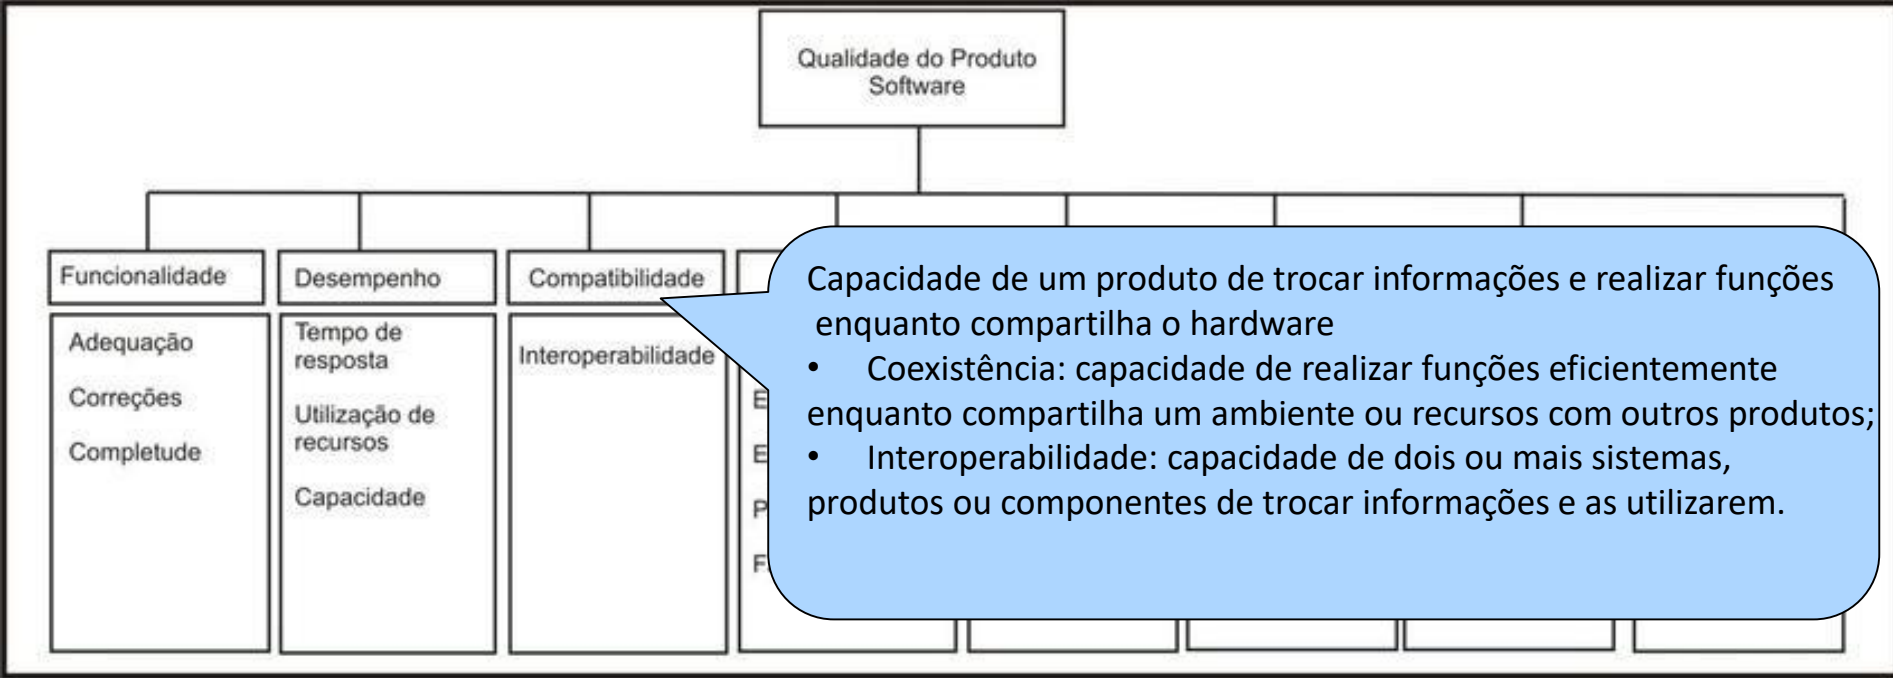 Qualidade do Produto
Software
Funcionalidade
Desempenho
Compatibilidade
Adequação
Correções
Completude
Tempo de
resposta
Utilização de
recursos
Capacidade
Interoperabilidade
Capacidade de um produto de trocar informações e realizar funções
enquanto compartilha o hardware
• Coexistência: capacidade de realizar funções eficientemente
enquanto compartilha um ambiente ou recursos com outros produtos;
• Interoperabilidade: capacidade de dois ou mais sistemas,
produtos ou componentes de trocar informações e as utilizarem.